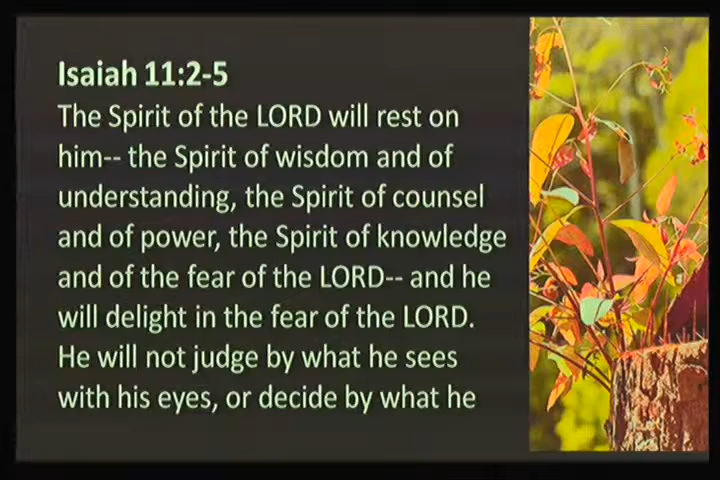 Isaiah 11:2-5
The Spirit of the LORD will rest on
him-- the Spirit of wisdom and of
understanding, the Spirit of counsel
and of power, the Spirit of knowledge
and of the fear of the LORD-- and he
will delight in the fear of the LORD.
He will not judge by what he sees
with his eyes, or decide by what he